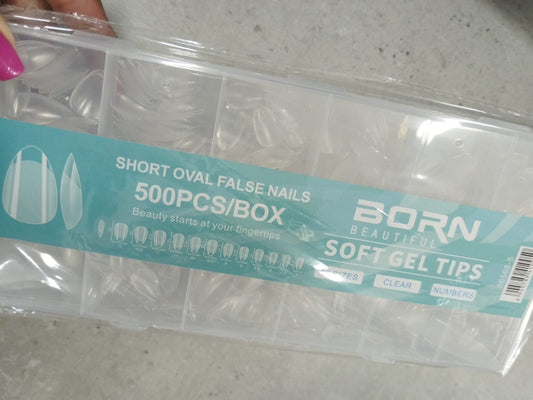 SHORT OVAL FALSE NAILS
500PCS/BOX
Beauty starts at your fingertips
BORN
BEAUTIFUL
SOFT GEL TIPS
SIZES
CLEAR
NUMBERS